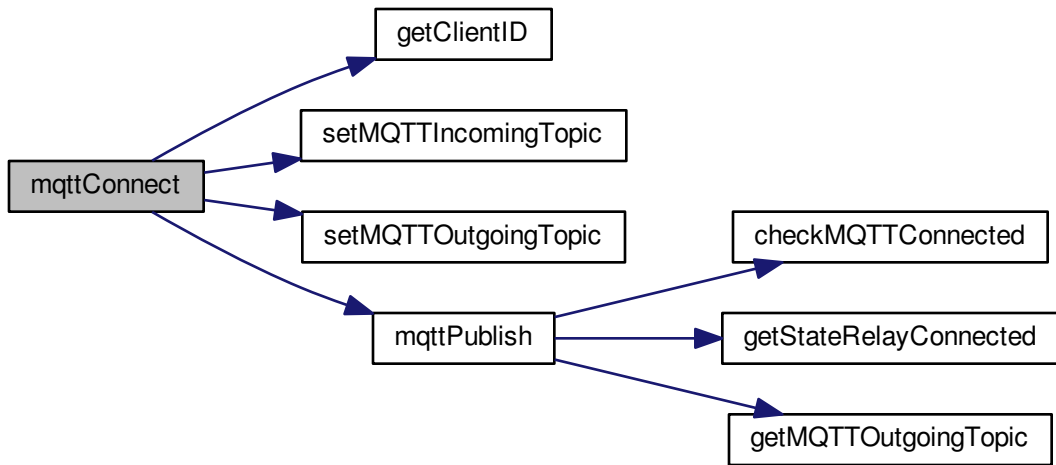 getClientID
setMQTTIncomingTopic
mqttConnect
setMQTTOutgoingTopic
checkMQTTConnected
mqttPublish
getStateRelayConnected
getMQTTOutgoingTopic